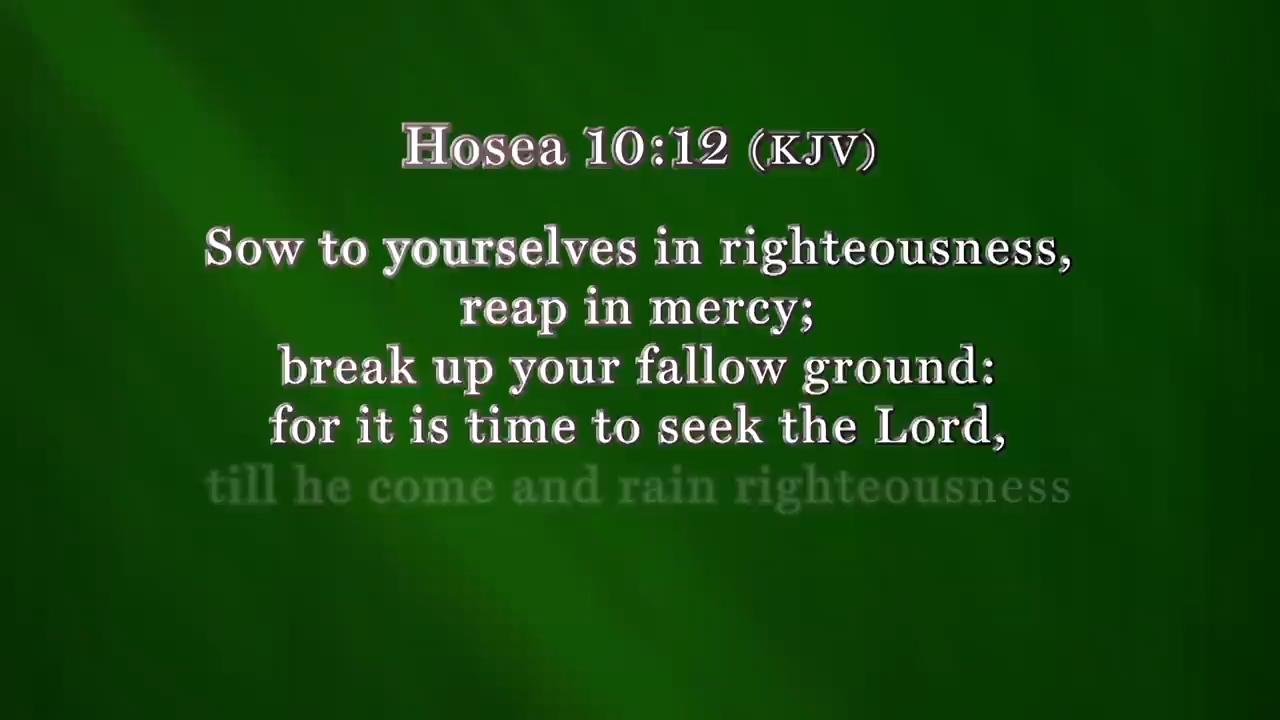 Hosea 10:12 (KJV)
Sow to yourselves in righteousness,
reap in mercy;
break up your fallow ground:
for it is time to seek the Lord,
till he come and rain righteousness